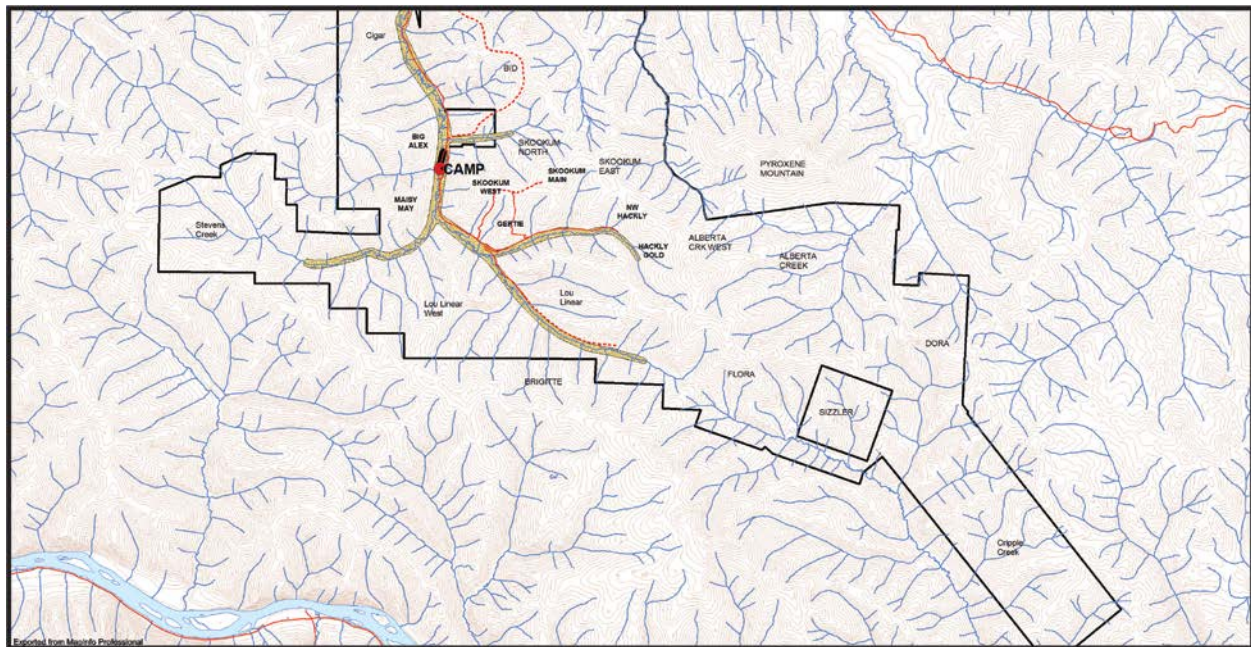 Cigar
BID
BIG
ALEX
SKOOKUM
NORTH
CAMP
SKOOKUM
EAST
PYROXENE
MOUNTAIN
SKOOKUM
MAIN
SKOOKUM
WEST
MAISY
MAY
NW
HACKLY
GERTIE
Stevens
Creek
ALBERTA
CRK WEST
HACKLY
GOLD
ALBERTA
CREEK
Lou Linear
West
Lou
Linear
DORA
FLORA
BRIGITTE
SIZZLER
Cripple
Creek
Exported from MapInfo Professional